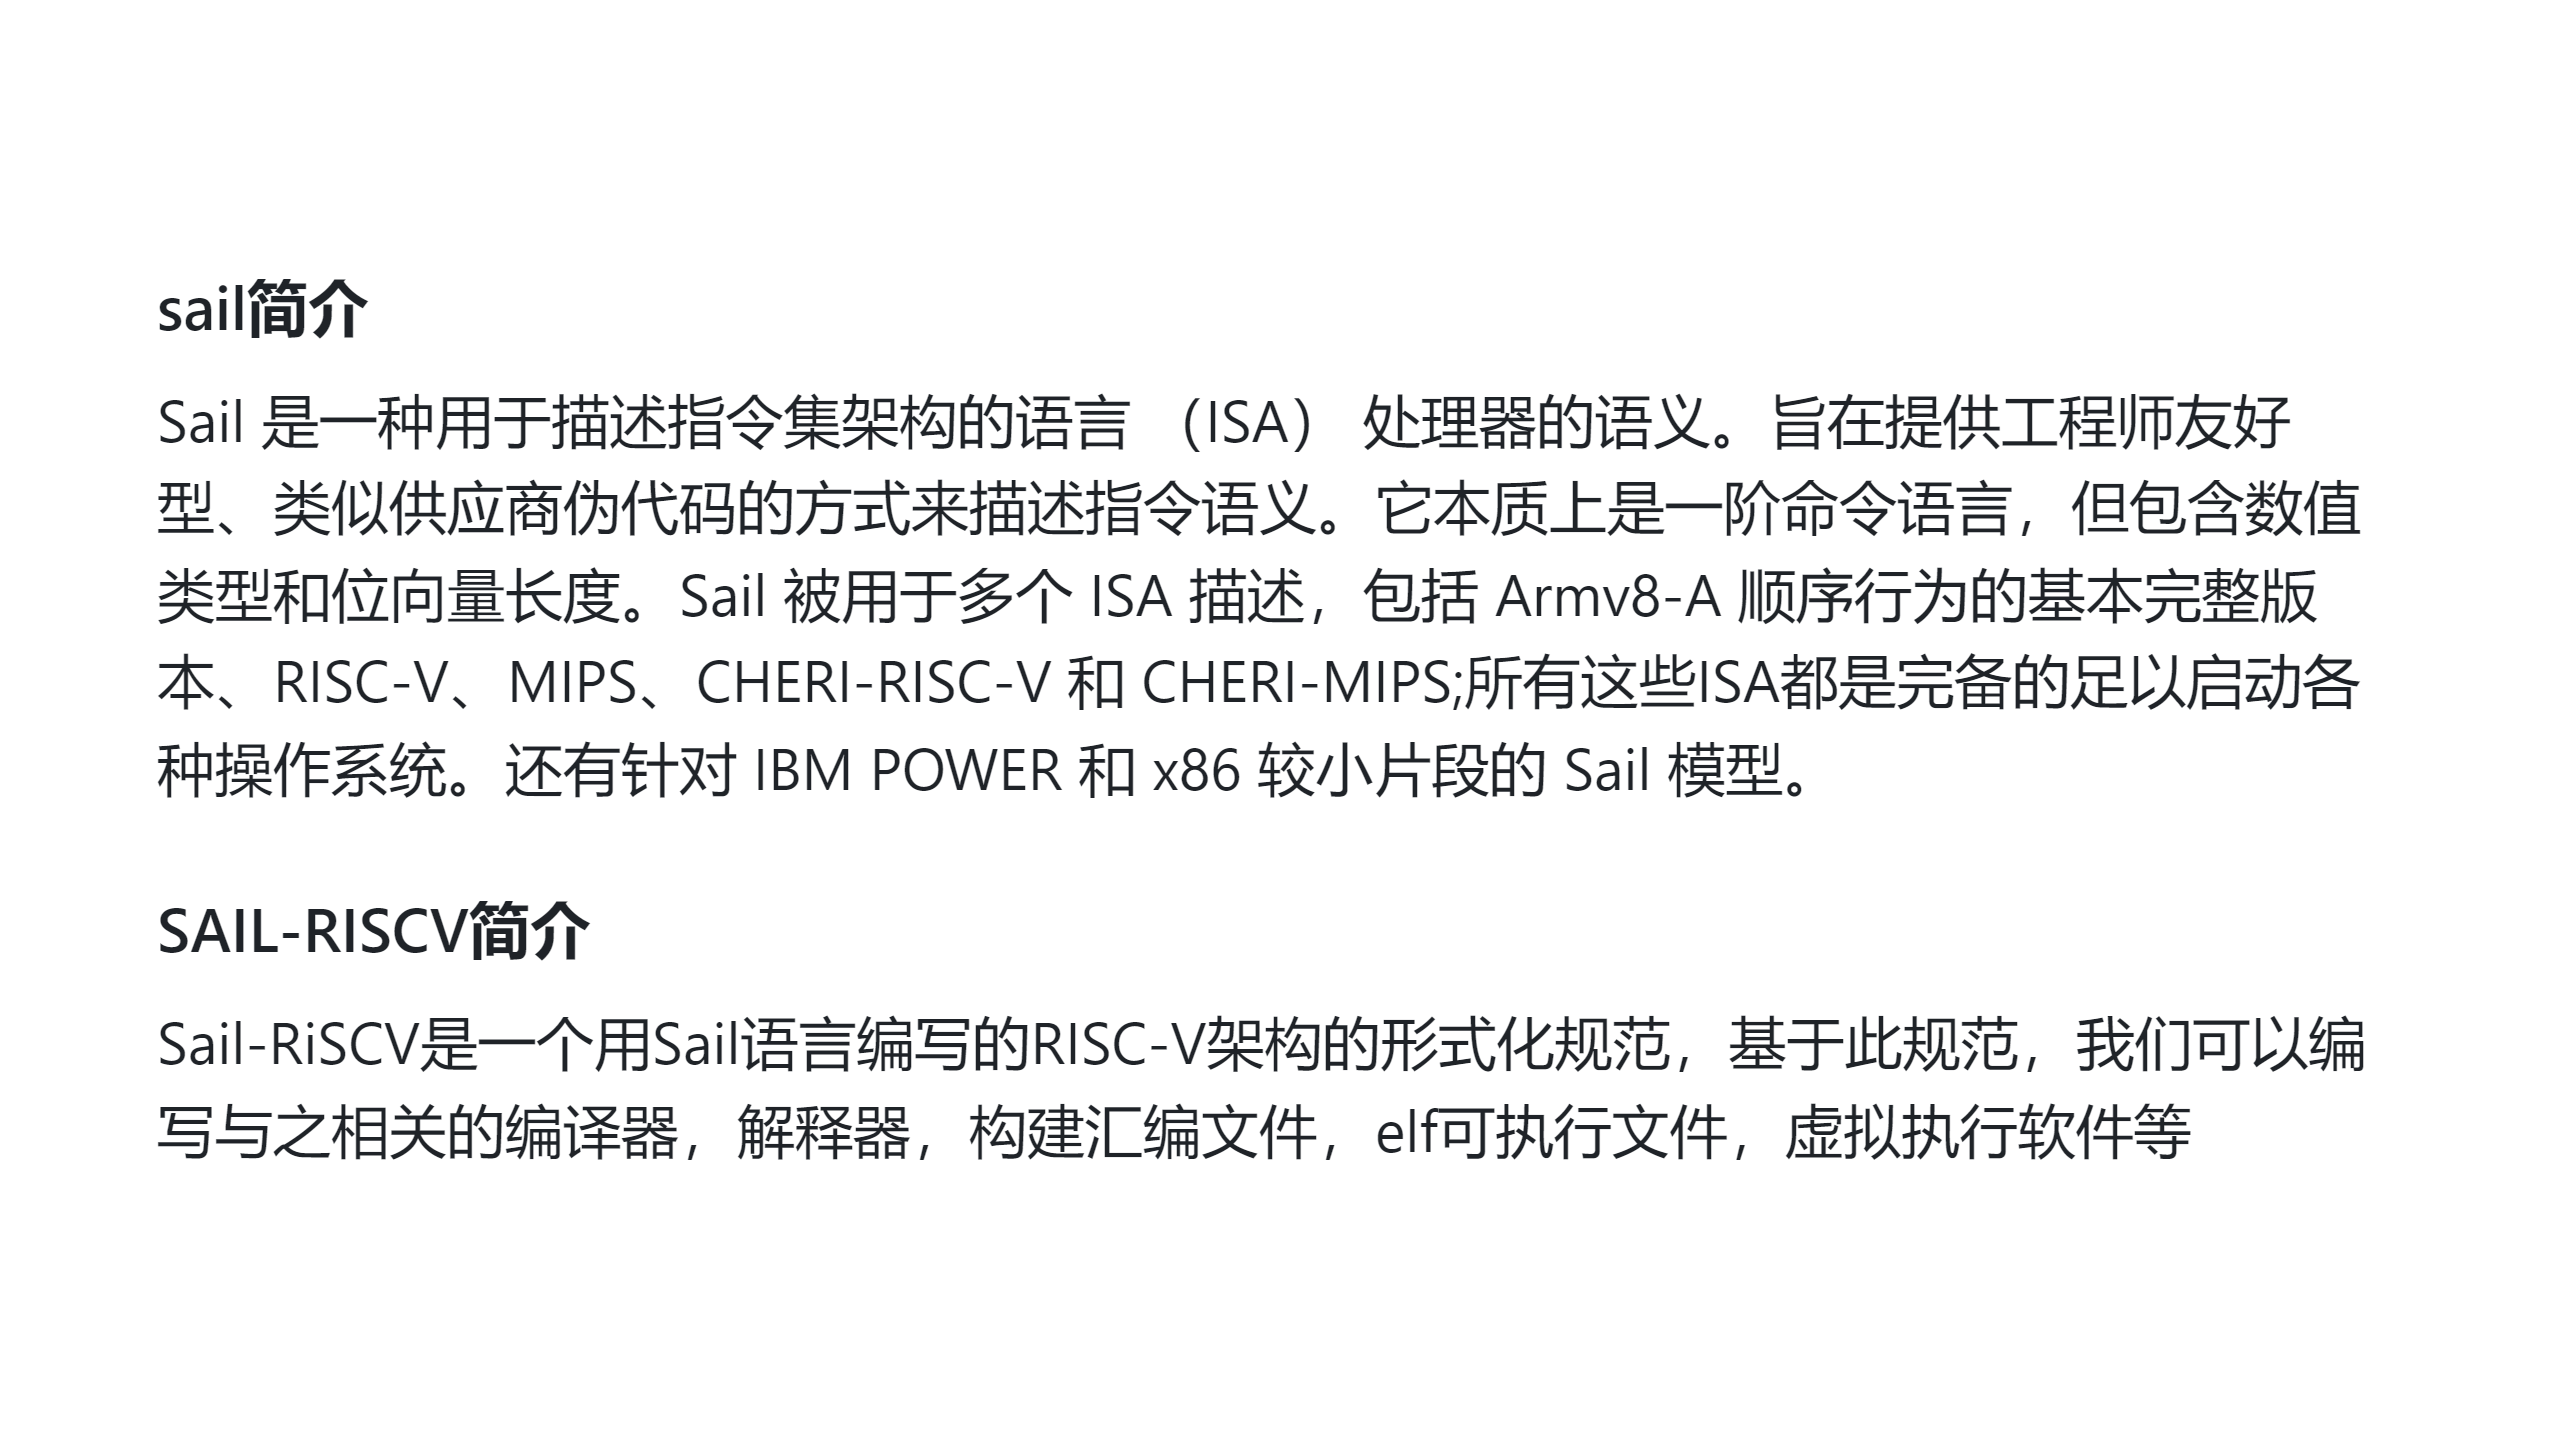 sail简介
Sail 是一种用于描述指令集架构的语言 （ISA） 处理器的语义。旨在提供工程师友好
型、类似供应商伪代码的方式来描述指令语义。它本质上是一阶命令语言，但包含数值
类型和位向量长度。Sail 被用于多个 ISA 描述，包括 Armv8-A 顺序行为的基本完整版
本、RISC-V、MIPS、CHERI-RISC-V 和 CHERI-MIPS;所有这些ISA都是完备的足以启动各
种操作系统。还有针对 IBM POWER 和 x86 较小片段的 Sail 模型。
SAIL-RISCV简介
Sail-RiSCV是一个用Sail语言编写的RISC-V架构的形式化规范，基于此规范，我们可以编
写与之相关的编译器，解释器，构建汇编文件，elf可执行文件，虚拟执行软件等